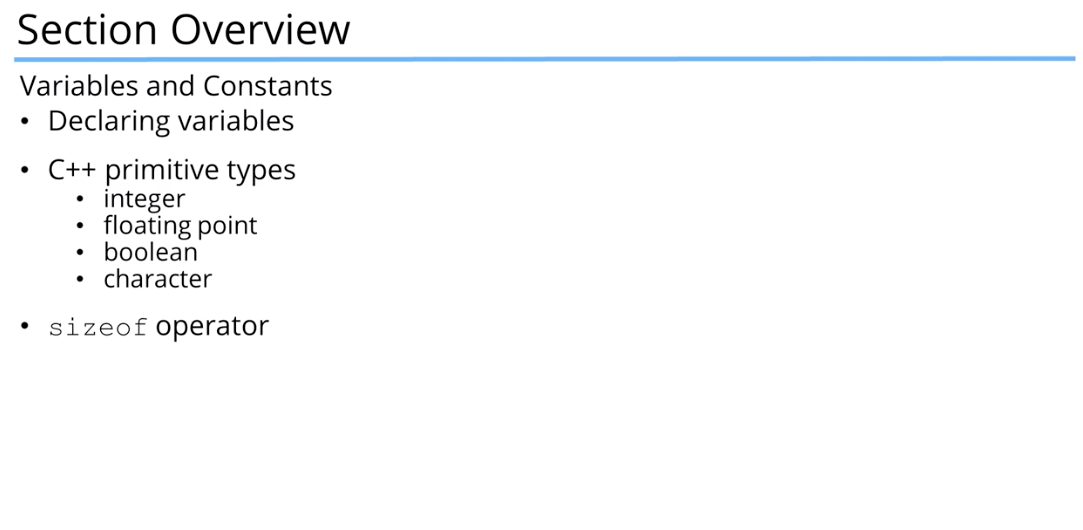 Section Overview
Variables and Constants
• Declaring variables
• C++ primitive types
• integer
• floating point
• boolean
• character
• sizeof operator